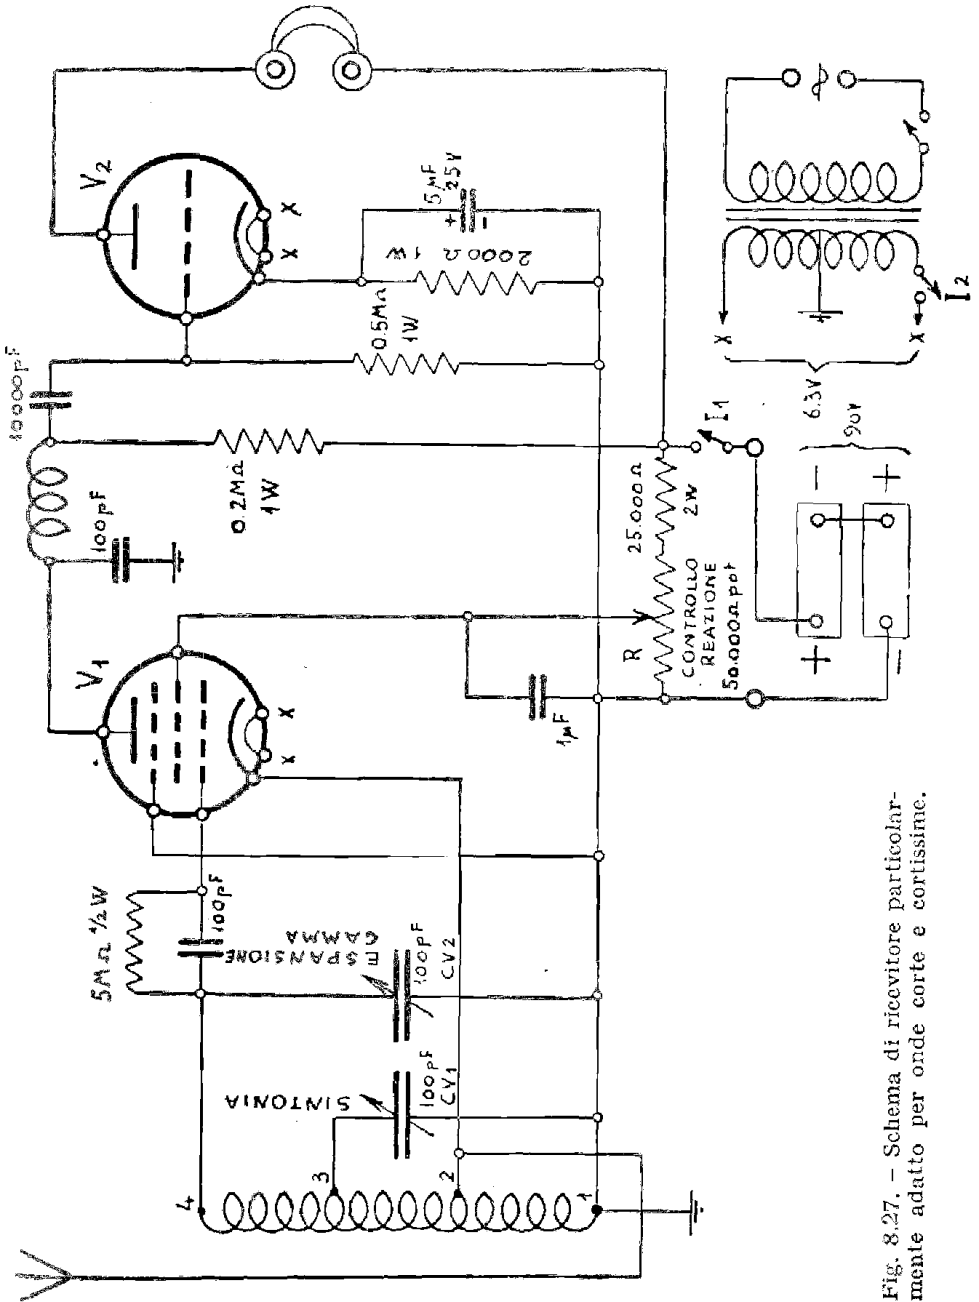 V2
X
X
5µF
25V
2000Ω
1W
0.5MΩ
1W
10000pF
100pF
0.2MΩ
1W
V1
X
X
5MΩ ½W
100pF
ESPANSIONE
GAMMA
100pF
CV2
SINTONIA
100pF
CV1
4
3
2
1
1µF
R
25.000Ω
2W
CONTROLLO
REAZIONE
50.000Ω pot
I1
I2
X
X
6.3V
90V
+
-
-
+
+
-
Fig. 8.27. – Schema di ricevitore particolar-
mente adatto per onde corte e cortissime.